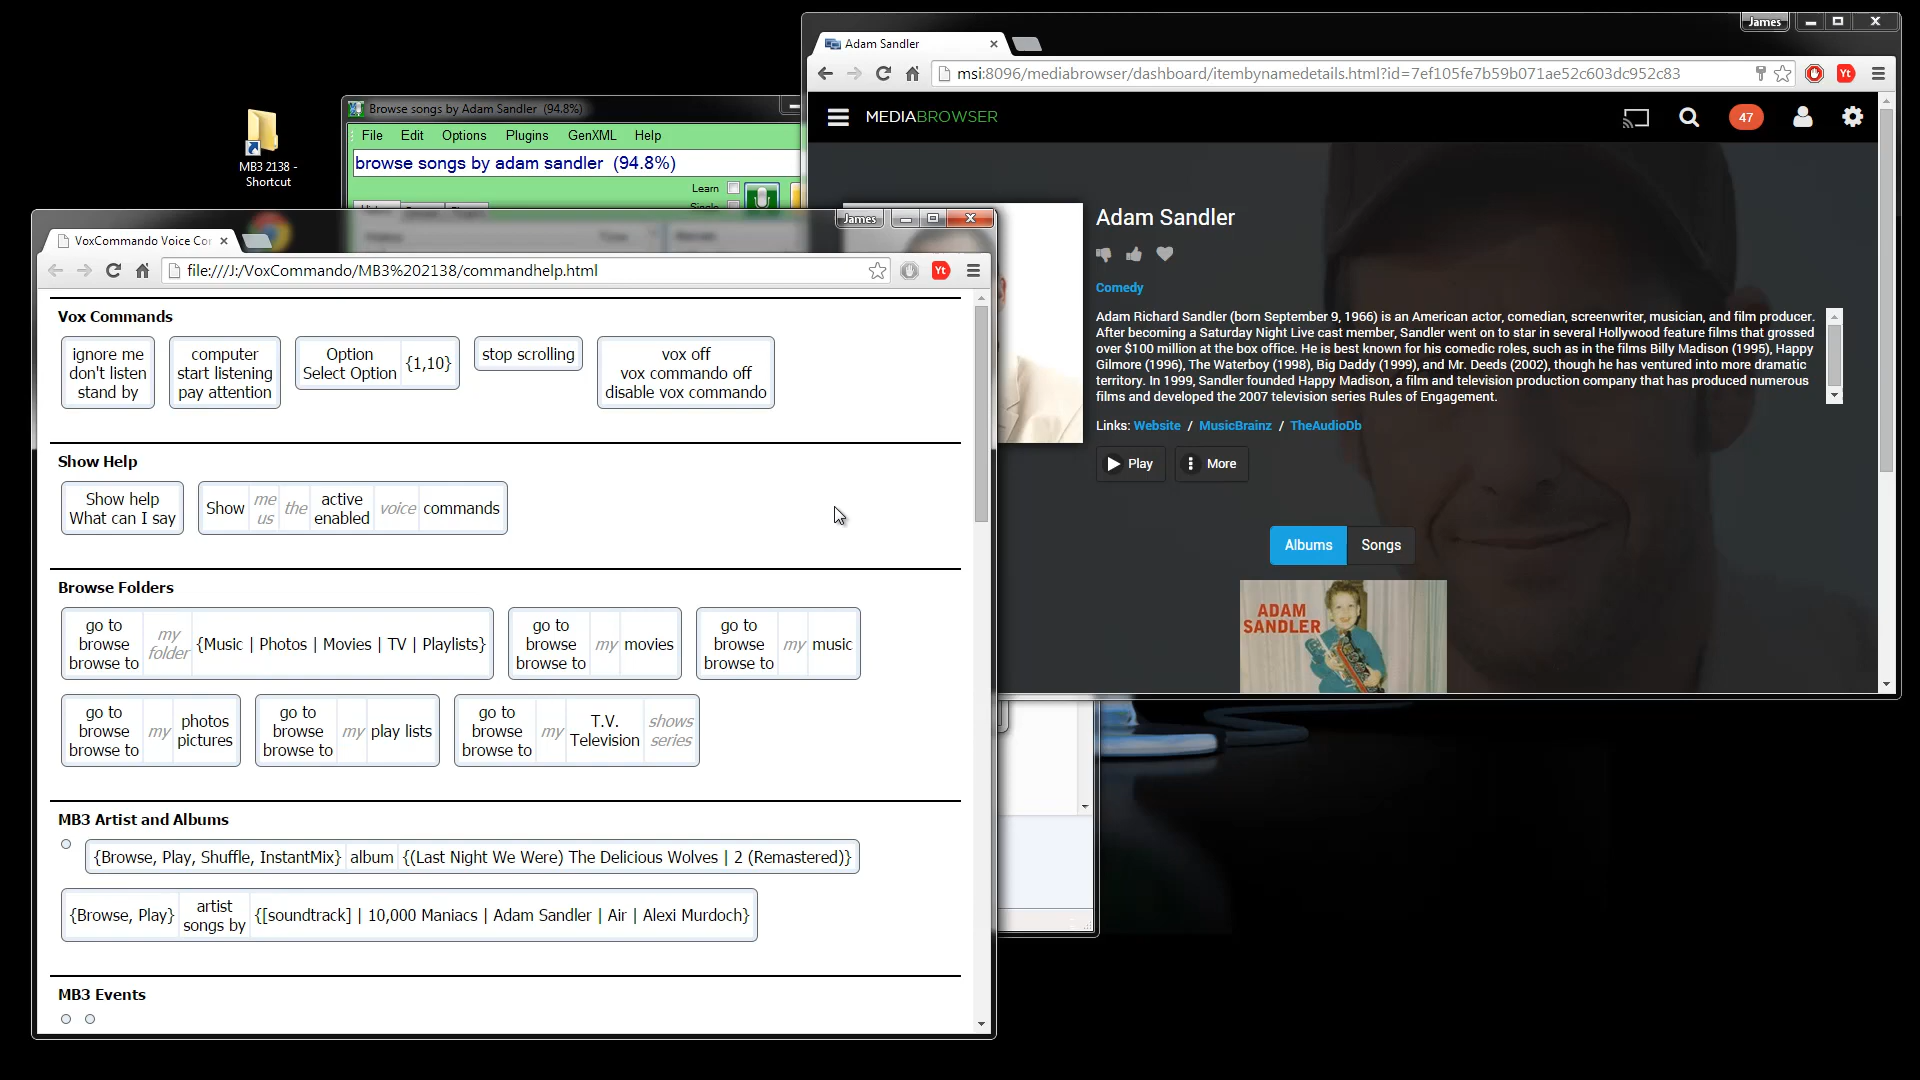 James
Adam Sandler
msi:8096/mediabrowser/dashboard/itembynamedetails.html?id=7ef105fe7b59b071ae52c603dc952c83
Yt
MEDIABROWSER
47
Adam Sandler
Comedy
Adam Richard Sandler (born September 9, 1966) is an American actor, comedian, screenwriter, musician, and film producer.
After becoming a Saturday Night Live cast member, Sandler went on to star in several Hollywood feature films that grossed
over $100 million at the box office. He is best known for his comedic roles, such as in the films Billy Madison (1995), Happy
Gilmore (1996), The Waterboy (1998), Big Daddy (1999), and Mr. Deeds (2002), though he has ventured into more dramatic
territory. In 1999, Sandler founded Happy Madison, a film and television production company that has produced numerous
films and developed the 2007 television series Rules of Engagement.
Links: Website / MusicBrainz / TheAudioDb
Play More
Albums Songs
ADAM
SANDLER
MB3 2138 -
Shortcut
Browse songs by Adam Sandler (94.8%)
File Edit Options Plugins GenXML Help
browse songs by adam sandler (94.8%)
Learn
James
VoxCommando Voice Cor
file:///J:/VoxCommando/MB3%202138/commandhelp.html
Yt
Vox Commands
ignore me
don't listen
stand by
computer
start listening
pay attention
Option
Select Option
{1,10}
stop scrolling
vox off
vox commando off
disable vox commando
Show Help
Show help
What can I say
Show
me
us
the
active
enabled
voice
commands
Browse Folders
go to
browse
browse to
my
folder
{Music | Photos | Movies | TV | Playlists}
go to
browse
browse to
my
movies
go to
browse
browse to
my
music
go to
browse
browse to
my
photos
pictures
go to
browse
browse to
my
play lists
go to
browse
browse to
my
T.V.
Television
shows
series
MB3 Artist and Albums
{Browse, Play, Shuffle, InstantMix} album {(Last Night We Were) The Delicious Wolves | 2 (Remastered)}
{Browse, Play}
artist
songs by
{[soundtrack] | 10,000 Maniacs | Adam Sandler | Air | Alexi Murdoch}
MB3 Events